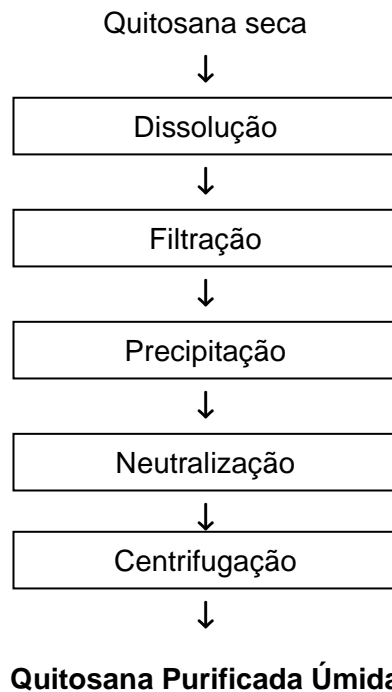 Quitosana seca
↓
Dissolução
↓
Filtração
↓
Precipitação
↓
Neutralização
↓
Centrifugação
↓
Quitosana Purificada Úmida